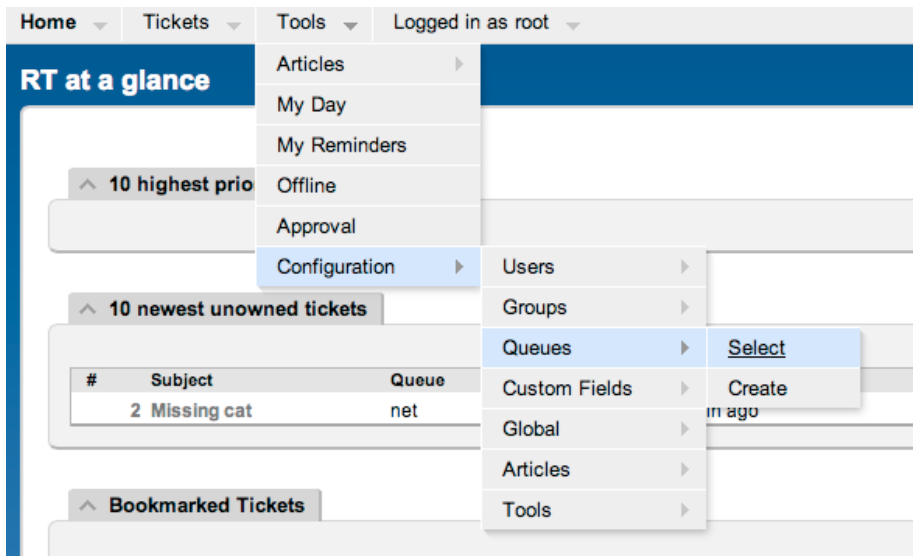 Home Tickets Tools Logged in as root
RT at a glance
Articles
My Day
My Reminders
10 highest Offline
Approval
Configuration Users
10 newest unowned tickets Groups
Queues Select
# Subject Queue Custom Fields Create
2 Missing cat net ago
Global
Articles
Bookmarked Tickets Tools